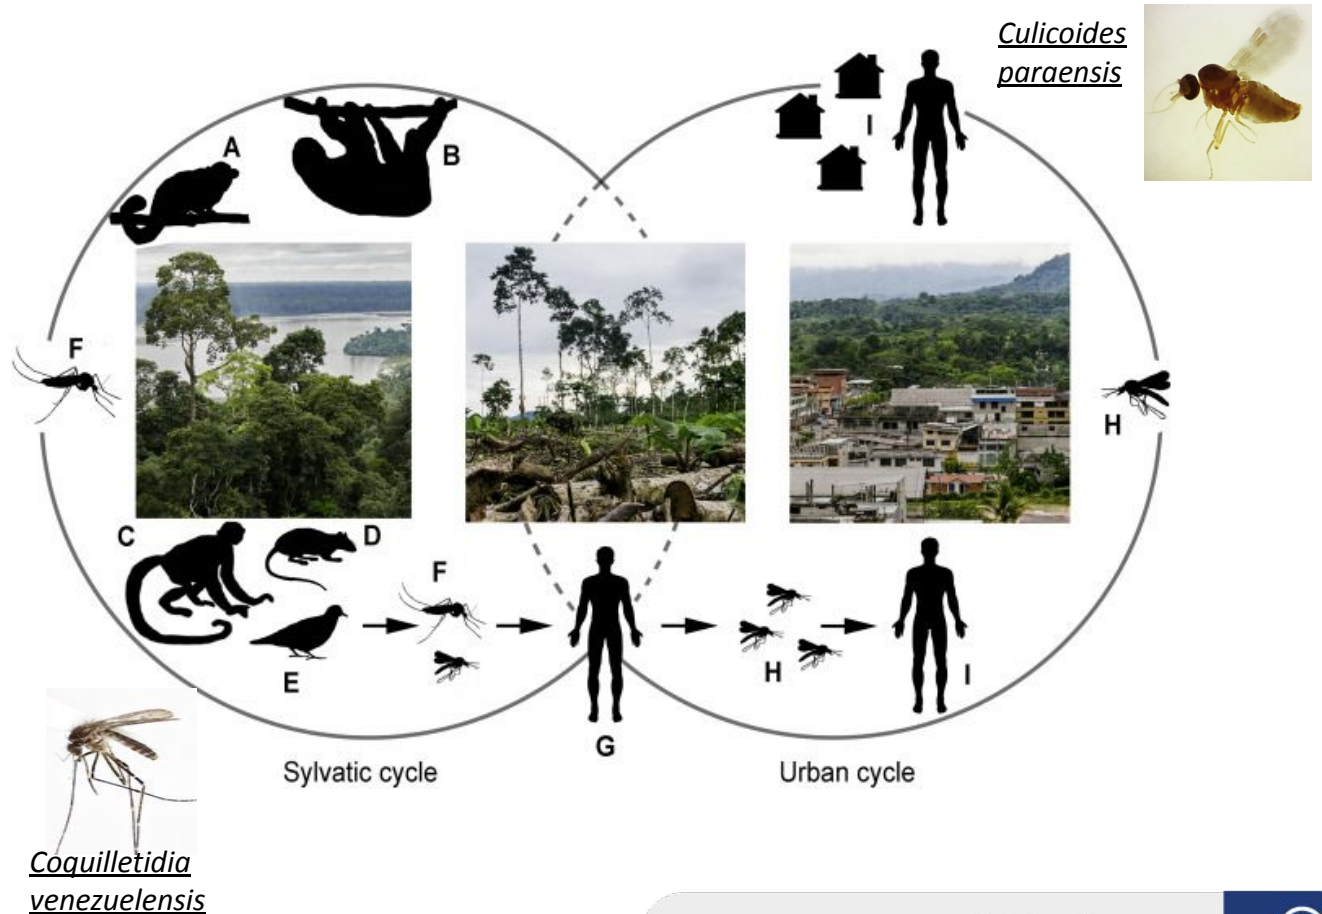 Culicoides
paraensis
A
B
I
F
H
C
D
F
E
H
I
G
Sylvatic cycle
Urban cycle
Coquilletidia
venezuelensis